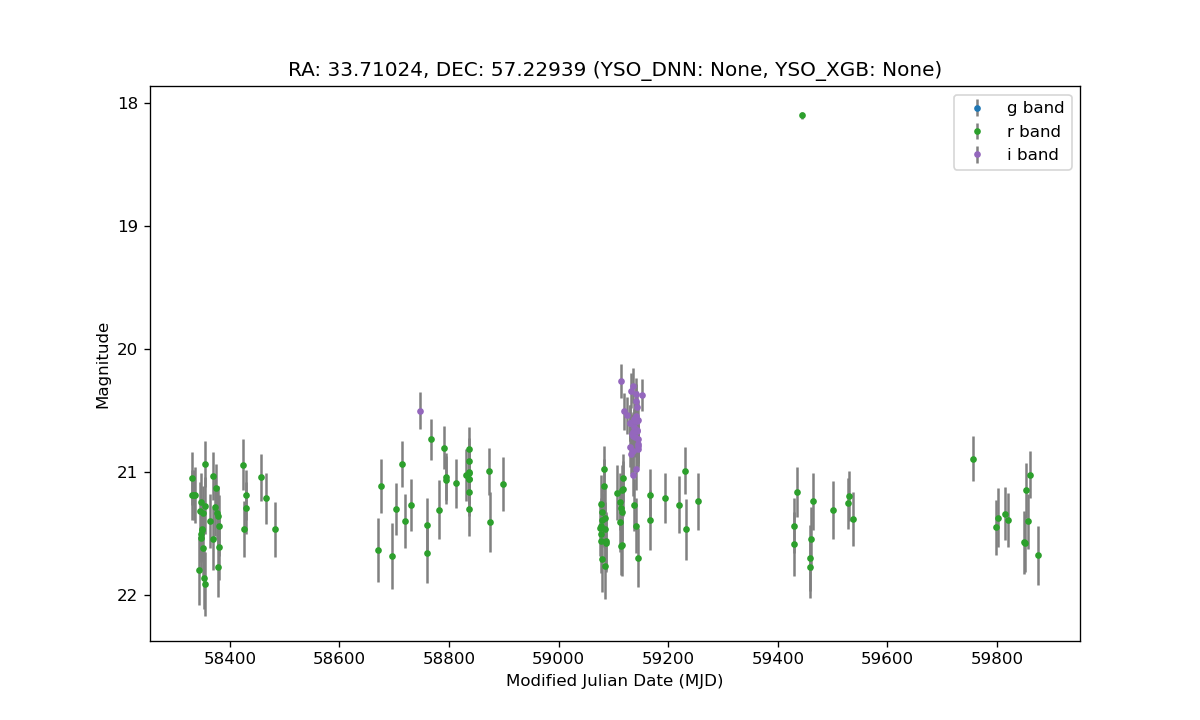 RA: 33.71024, DEC: 57.22939 (YSO_DNN: None, YSO_XGB: None)
g band
r band
i band
18
19
20
21
22
Magnitude
58400
58600
58800
59000
59200
59400
59600
59800
Modified Julian Date (MJD)